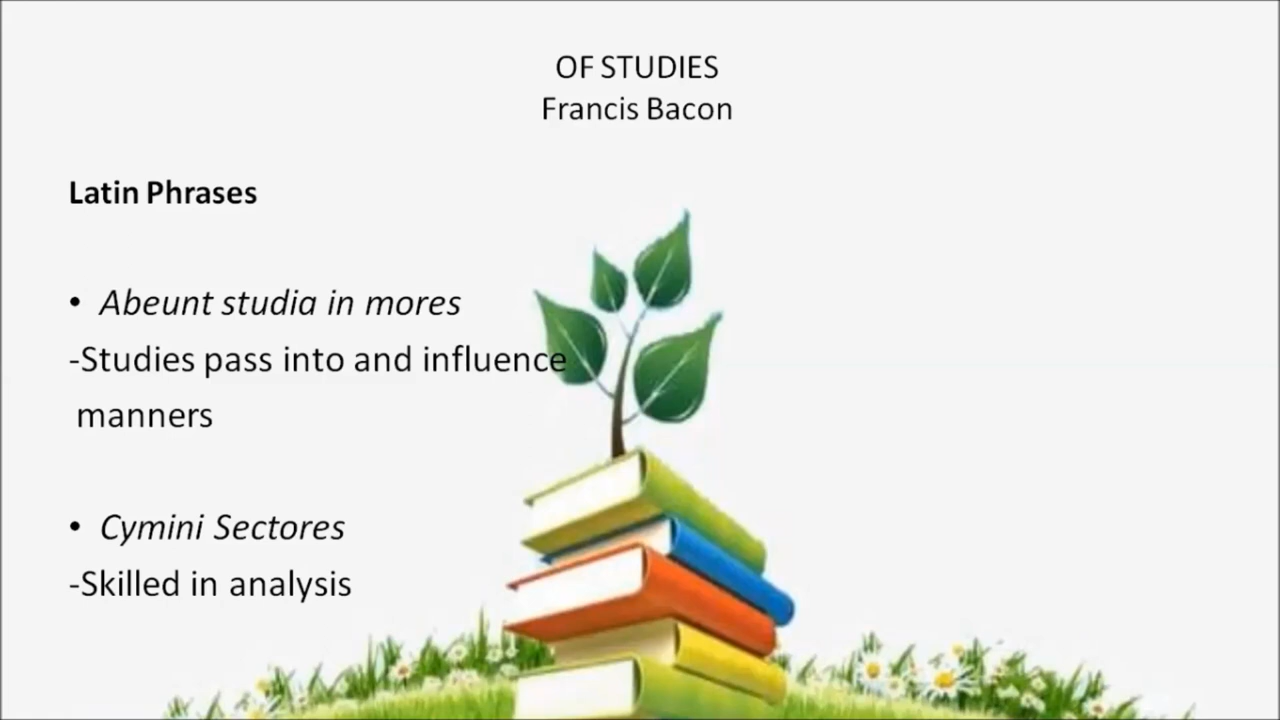 OF STUDIES
Francis Bacon
Latin Phrases
• Abeunt studia in mores
-Studies pass into and influence
manners
• Cymini Sectores
-Skilled in analysis